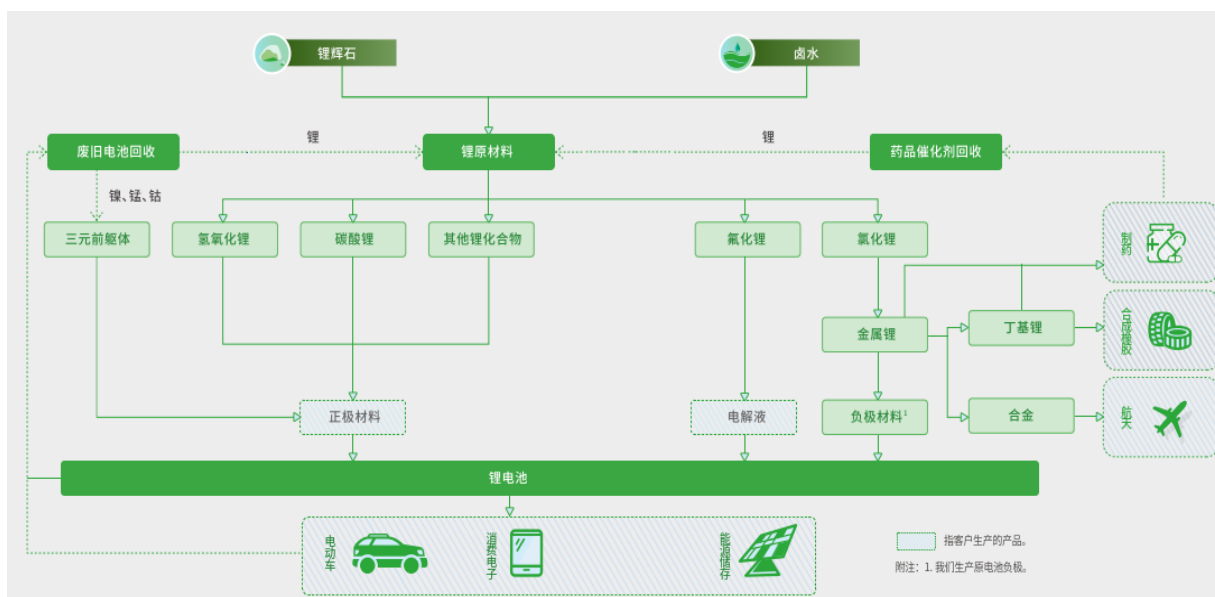 锂辉石
卤水
废旧电池回收
锂
锂原材料
锂
药品催化剂回收
镍、锰、钴
三元前躯体
氢氧化锂
碳酸锂
其他锂化合物
氟化锂
氯化锂
制药
金属锂
丁基锂
合成橡胶
正极材料
电解液
负极材料1
合金
航天
锂电池
电动车
消费电子
能源储存
指客户生产的产品。
附注：1. 我们生产原电池负极。